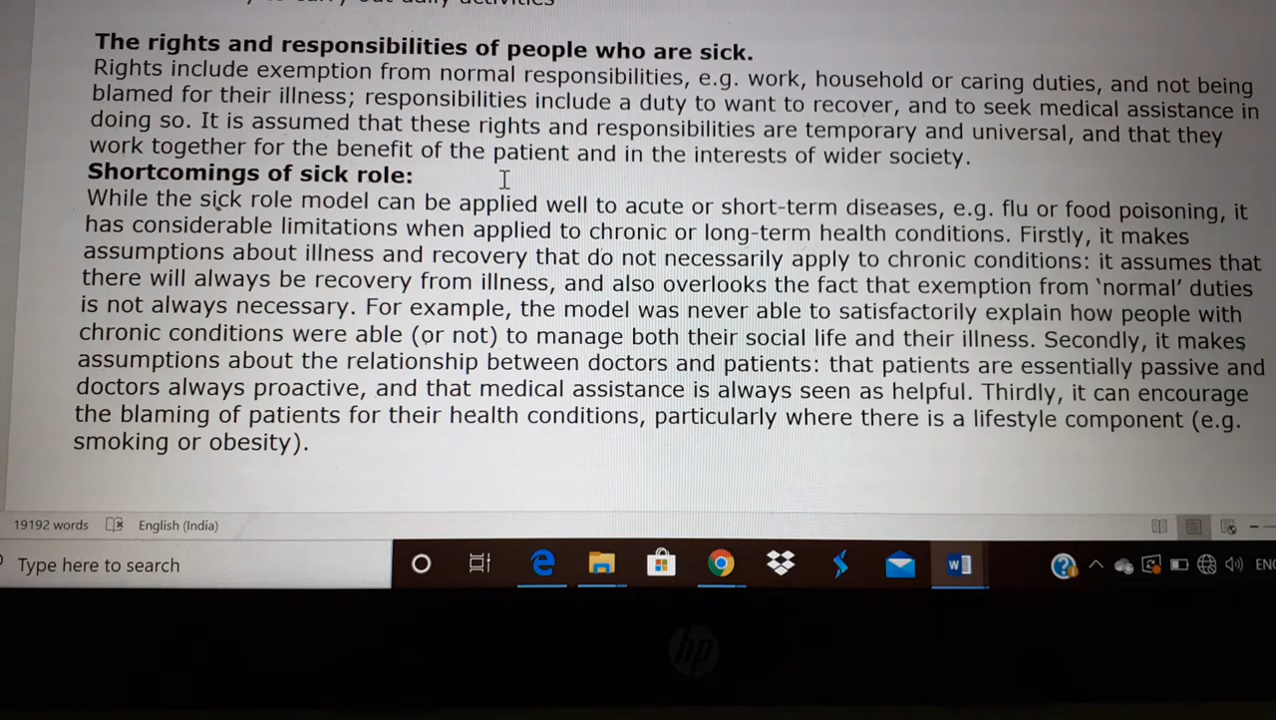 to carry out daily activities
The rights and responsibilities of people who are sick.
Rights include exemption from normal responsibilities, e.g. work, household or caring duties, and not being
blamed for their illness; responsibilities include a duty to want to recover, and to seek medical assistance in
doing so. It is assumed that these rights and responsibilities are temporary and universal, and that they
work together for the benefit of the patient and in the interests of wider society.
Shortcomings of sick role:
While the sick role model can be applied well to acute or short-term diseases, e.g. flu or food poisoning, it
has considerable limitations when applied to chronic or long-term health conditions. Firstly, it makes
assumptions about illness and recovery that do not necessarily apply to chronic conditions: it assumes that
there will always be recovery from illness, and also overlooks the fact that exemption from ‘normal’ duties
is not always necessary. For example, the model was never able to satisfactorily explain how people with
chronic conditions were able (or not) to manage both their social life and their illness. Secondly, it makes
assumptions about the relationship between doctors and patients: that patients are essentially passive and
doctors always proactive, and that medical assistance is always seen as helpful. Thirdly, it can encourage
the blaming of patients for their health conditions, particularly where there is a lifestyle component (e.g.
smoking or obesity).
19192 words English (India)
Type here to search
W
ENG
hp